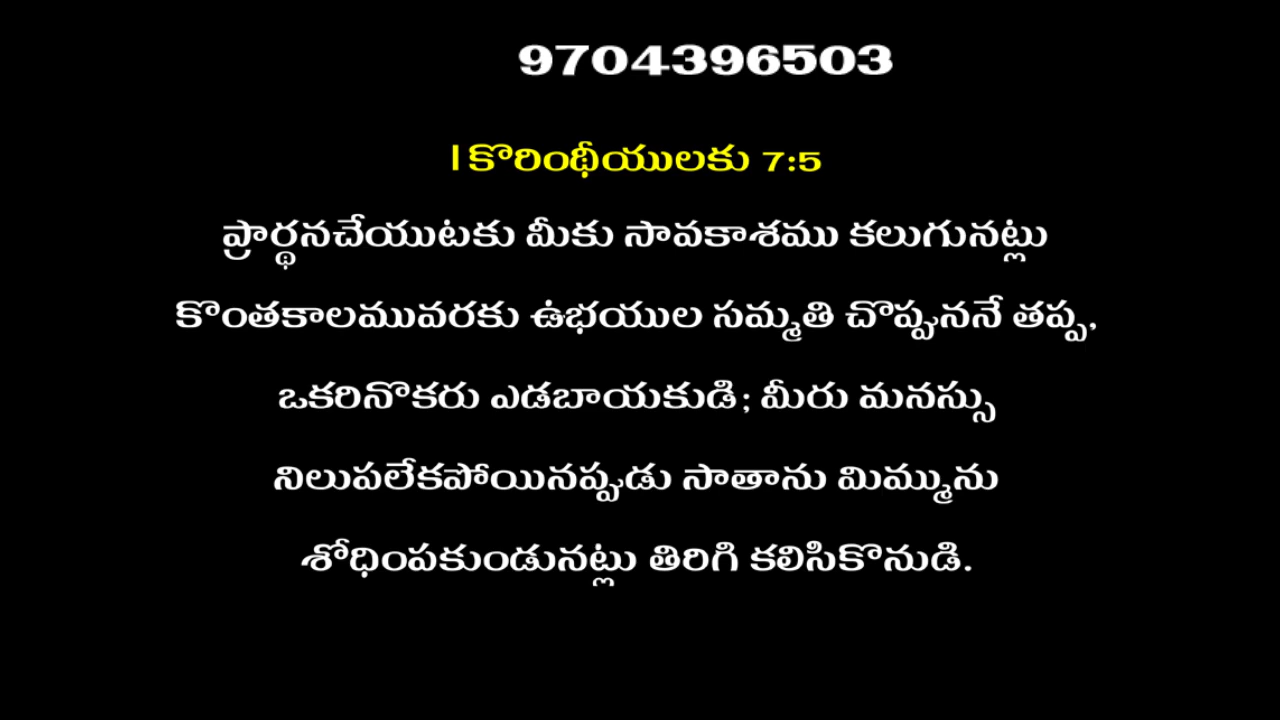 9704396503
I కొరింథీయులకు 7:5
ప్రార్థనచేయుటకు మీకు సావకాశము కలుగునట్లు
కొంతకాలమువరకు ఉభయుల సమ్మతి చొప్పుననే తప్ప,
ఒకరినొకరు ఎడబాయకుడి; మీరు మనస్సు
నిలుపలేకపోయినప్పుడు సాతాను మిమ్మును
శోధింపకుండునట్లు తిరిగి కలిసికొనుడి.